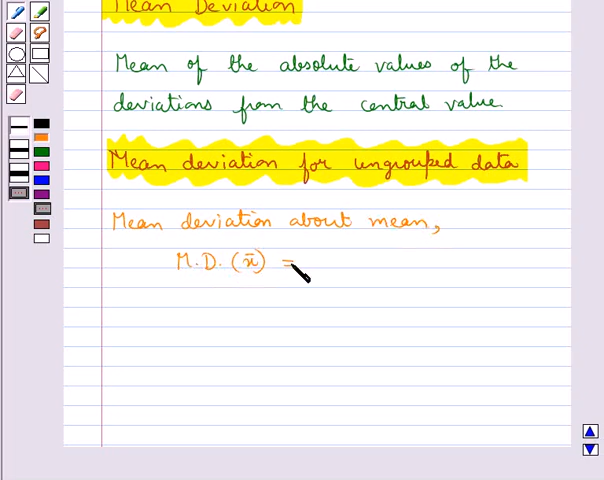 Mean Deviation
Mean of the absolute values of the
deviations from the central value
Mean deviation for ungrouped data
Mean deviation about mean,
M.D. (x̄) =